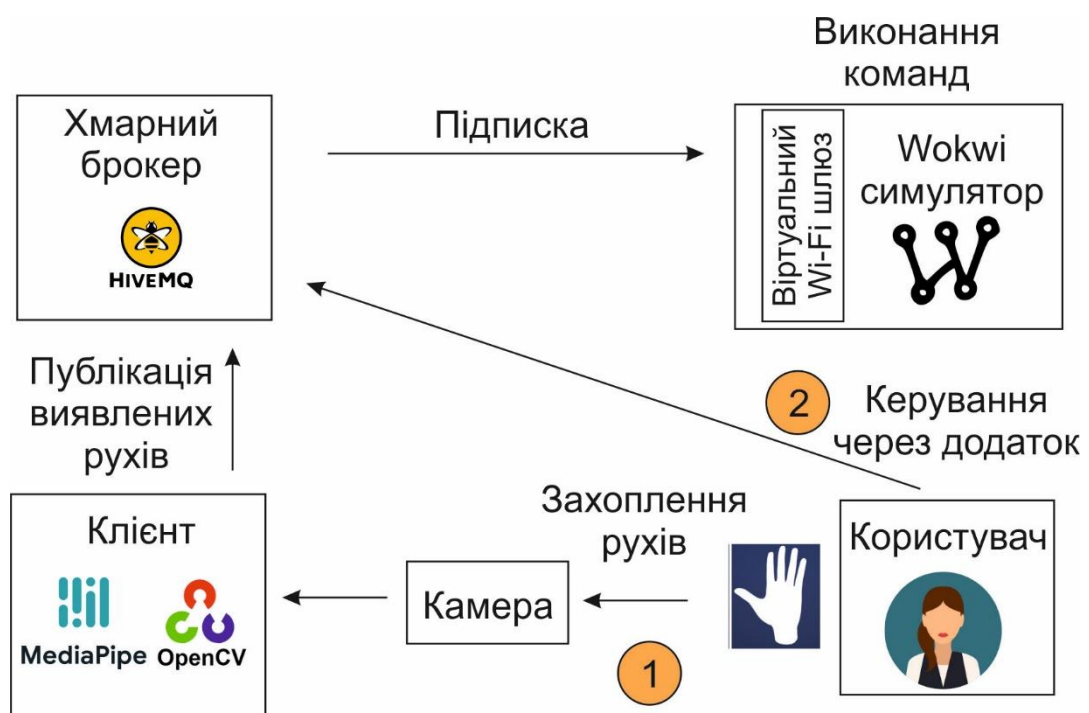 Виконання
команд
Хмарний
брокер
HIVEMQ
Підписка
Віртуальний
Wi-Fi шлюз
Wokwi
симулятор
Публікація
виявлених
рухів
2
Керування
через додаток
Захоплення
рухів
Клієнт
MediaPipe
OpenCV
Камера
1
Користувач